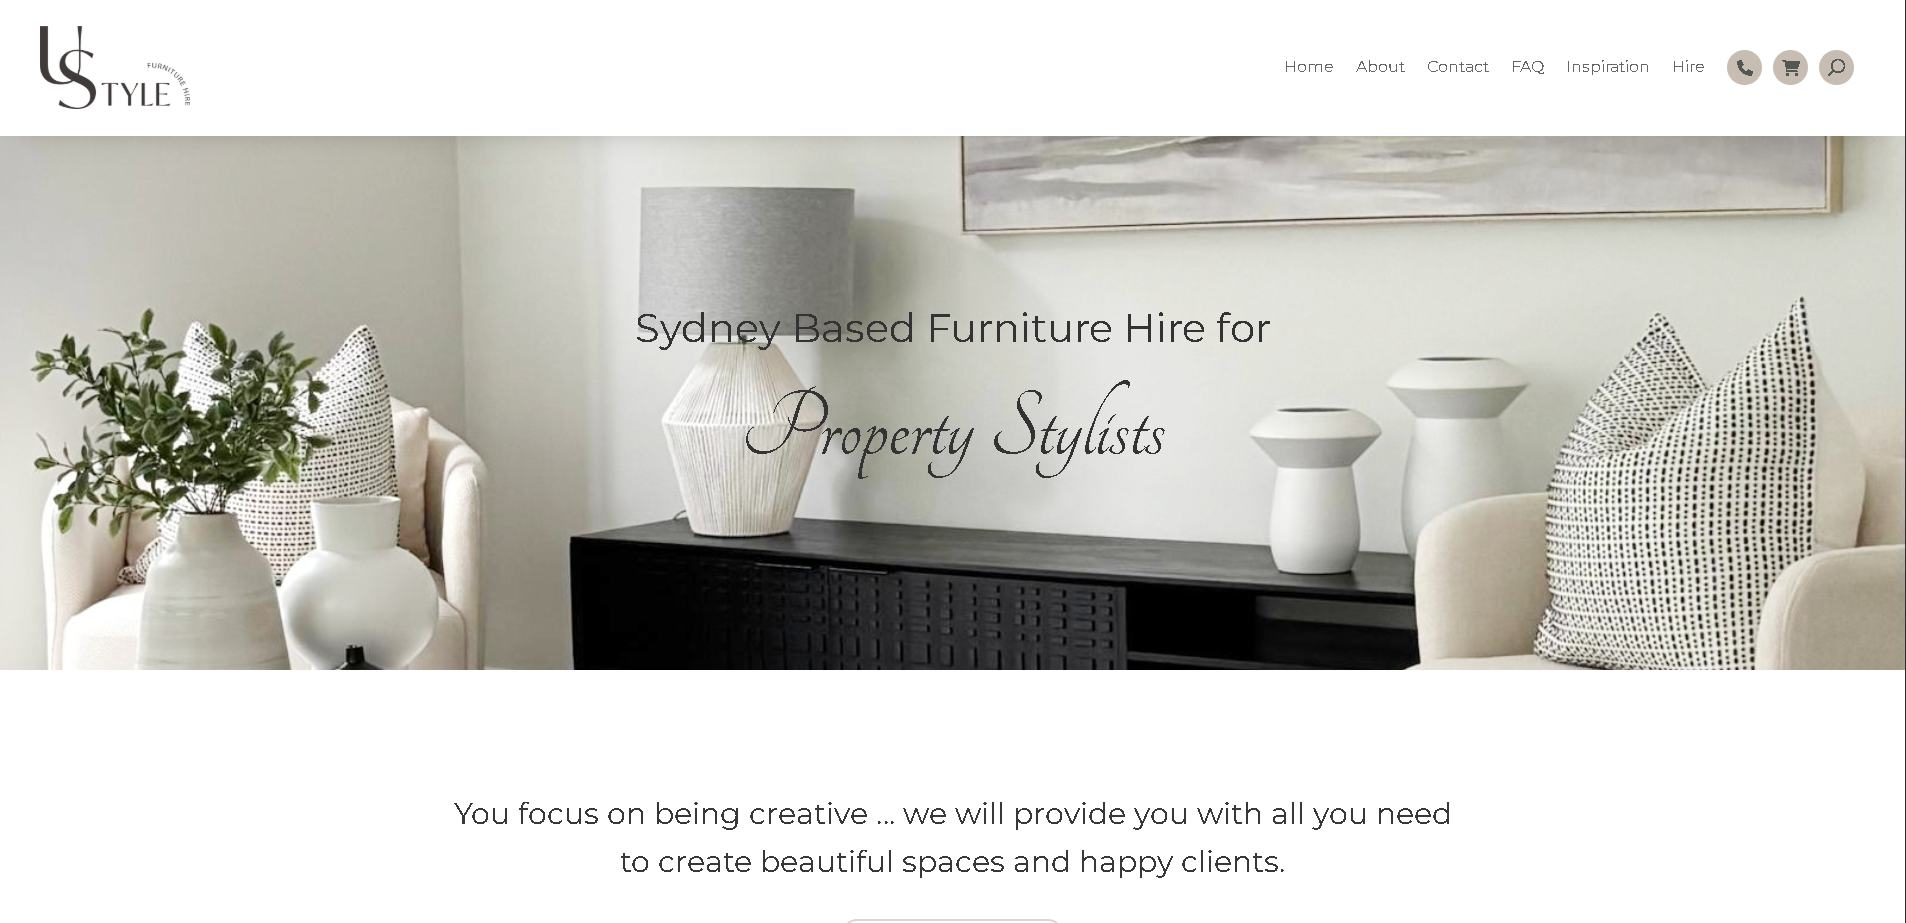 USTYLE
FURNITURE HIRE
Home About Contact FAQ Inspiration Hire
Sydney Based Furniture Hire for
Property Stylists
You focus on being creative ... we will provide you with all you need
to create beautiful spaces and happy clients.